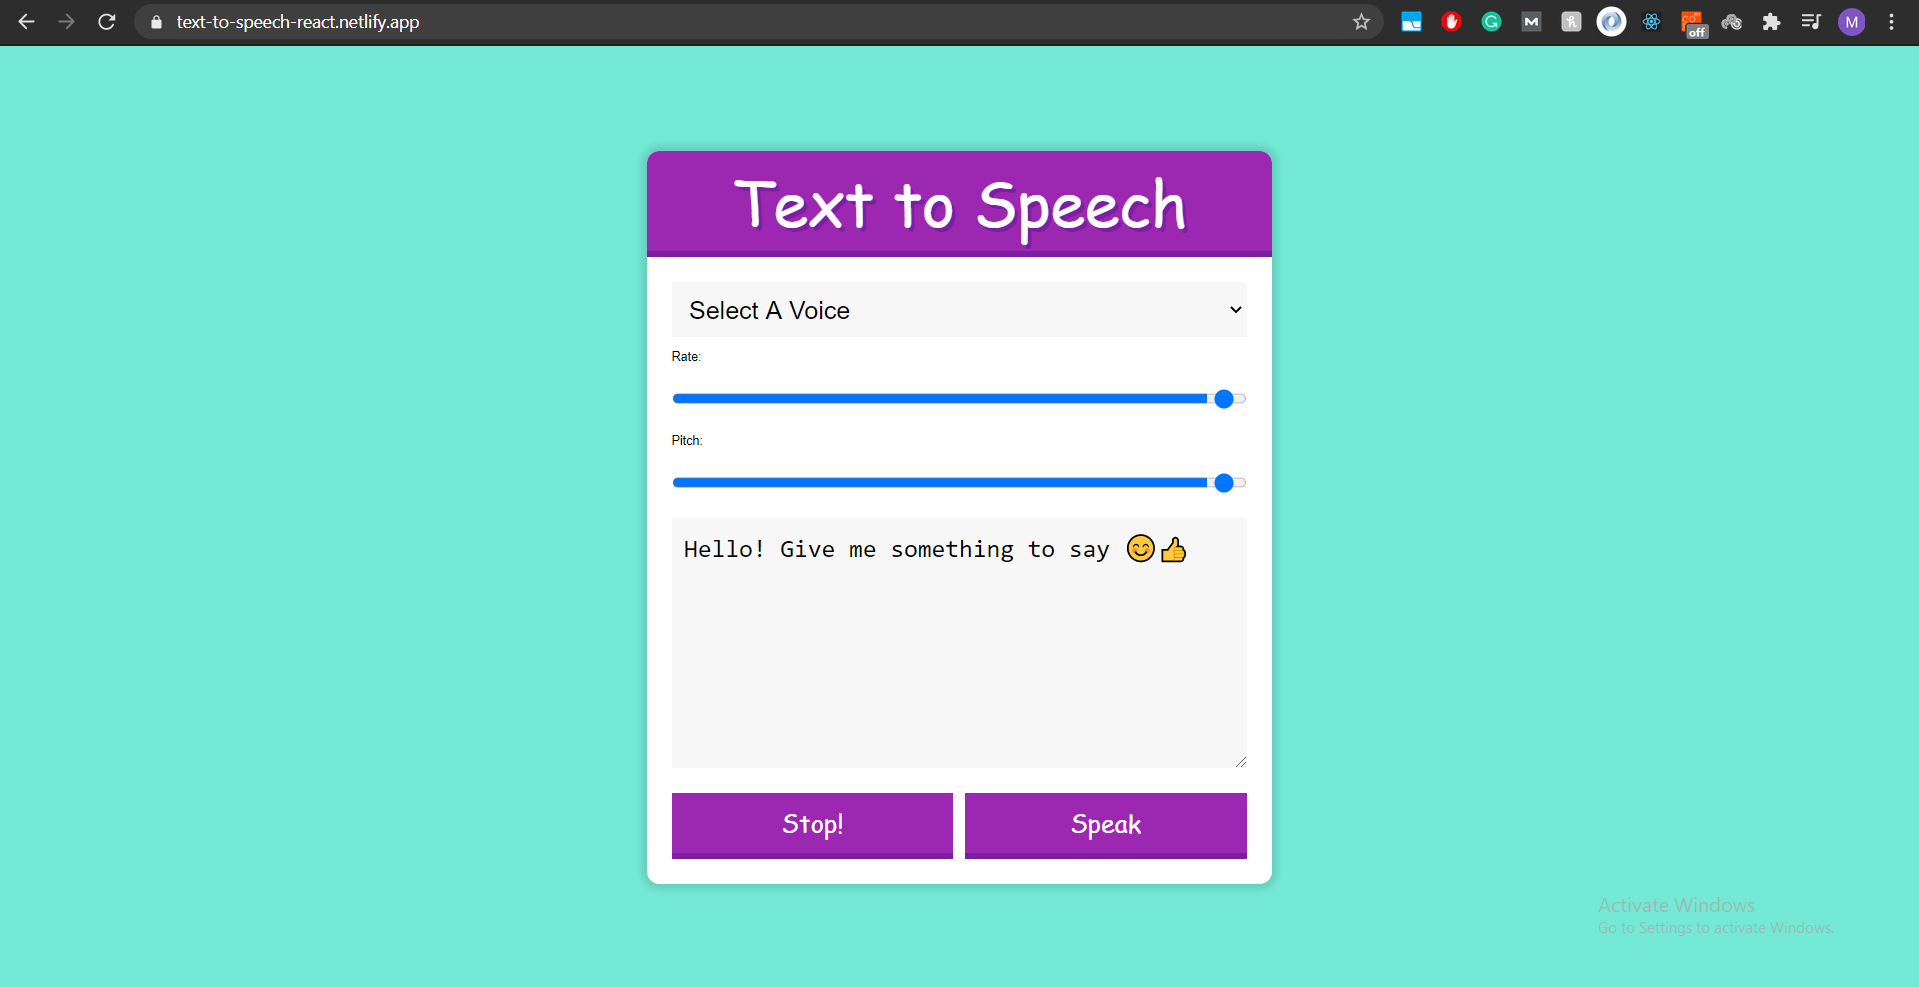 text-to-speech-react.netlify.app
off
M
Text to Speech
Select A Voice
Rate:
Pitch:
Hello! Give me something to say 😊👍
Stop! Speak
Activate Windows
Go to Settings to activate Windows.